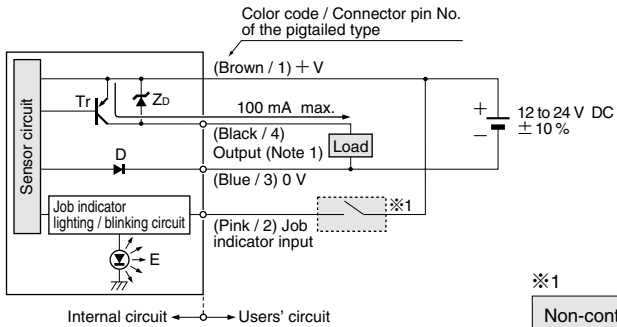 Color code / Connector pin No.
of the pigtailed type
(Brown / 1) + V
Tr
ZD
100 mA max.
+
12 to 24 V DC
± 10 %
−
Sensor circuit
(Black / 4)
Output (Note 1)
Load
D
(Blue / 3) 0 V
Job indicator
lighting / blinking circuit
※1
(Pink / 2) Job
indicator input
E
※1
Internal circuit
Users' circuit
Non-cont